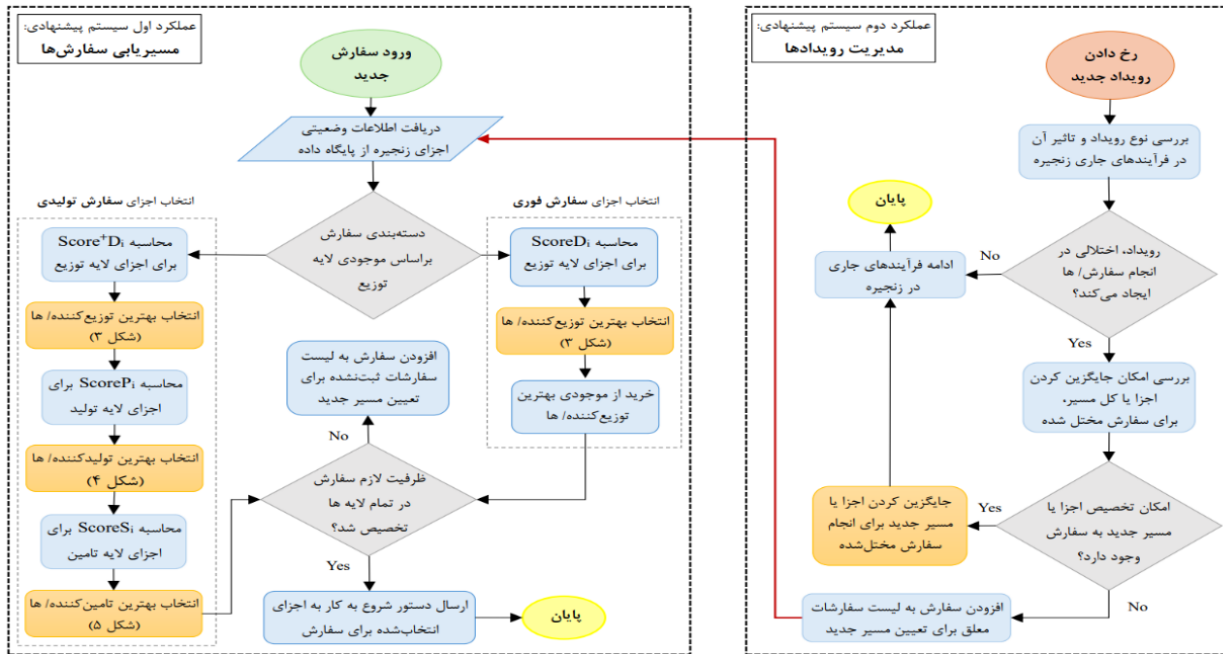 عملکرد اول سیستم پیشنهادی:
مسیریابی سفارش‌ها
ورود سفارش
جدید
دریافت اطلاعات وضعیتی
اجزای زنجیره از پایگاه داده
دسته‌بندی سفارش
براساس موجودی لایه
توزیع
انتخاب اجزای سفارش فوری
محاسبه ScoreDi
برای اجزای لایه توزیع
انتخاب بهترین توزیع‌کننده/ ها
(شکل ۳)
خرید از موجودی بهترین
توزیع‌کننده/ ها
انتخاب اجزای سفارش تولیدی
محاسبه Score+Di
برای اجزای لایه توزیع
انتخاب بهترین توزیع‌کننده/ ها
(شکل ۳)
محاسبه ScorePi برای
اجزای لایه تولید
انتخاب بهترین تولیدکننده/ ها
(شکل ۴)
محاسبه ScoreSi برای
اجزای لایه تامین
انتخاب بهترین تامین‌کننده/ ها
(شکل ۵)
افزودن سفارش به لیست
سفارشات ثبت‌نشده برای
تعیین مسیر جدید
No
ظرفیت لازم سفارش
در تمام لایه ها
تخصیص شد؟
Yes
ارسال دستور شروع به کار به اجزای
انتخاب‌شده برای سفارش
پایان
عملکرد دوم سیستم پیشنهادی:
مدیریت رویدادها
رخ دادن
رویداد جدید
بررسی نوع رویداد و تاثیر آن
در فرآیندهای جاری زنجیره
رویداد، اختلالی در
انجام سفارش/ ها
ایجاد می‌کند؟
No
ادامه فرآیندهای جاری
در زنجیره
پایان
Yes
بررسی امکان جایگزین کردن
اجزا یا کل مسیر،
برای سفارش مختل شده
امکان تخصیص اجزا یا
مسیر جدید به سفارش
وجود دارد؟
Yes
جایگزین کردن اجزا یا
مسیر جدید برای انجام
سفارش مختل‌شده
No
افزودن سفارش به لیست سفارشات
معلق برای تعیین مسیر جدید